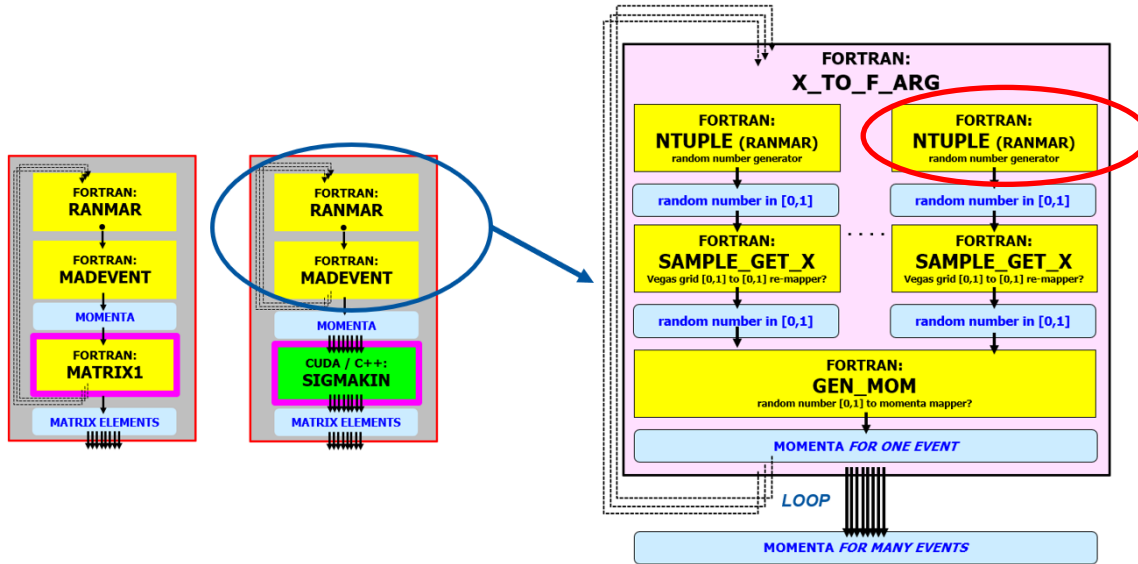 FORTRAN:
RANMAR
FORTRAN:
MADEVENT
MOMENTA
FORTRAN:
MATRIX1
MATRIX ELEMENTS
FORTRAN:
RANMAR
FORTRAN:
MADEVENT
MOMENTA
CUDA / C++:
SIGMAKIN
MATRIX ELEMENTS
FORTRAN:
X_TO_F_ARG
FORTRAN:
NTUPLE (RANMAR)
random number generator
random number in [0,1]
FORTRAN:
SAMPLE_GET_X
Vegas grid [0,1] to [0,1] re-mapper?
random number in [0,1]
. . . .
FORTRAN:
NTUPLE (RANMAR)
random number generator
random number in [0,1]
FORTRAN:
SAMPLE_GET_X
Vegas grid [0,1] to [0,1] re-mapper?
random number in [0,1]
FORTRAN:
GEN_MOM
random number [0,1] to momenta mapper?
MOMENTA FOR ONE EVENT
LOOP
MOMENTA FOR MANY EVENTS